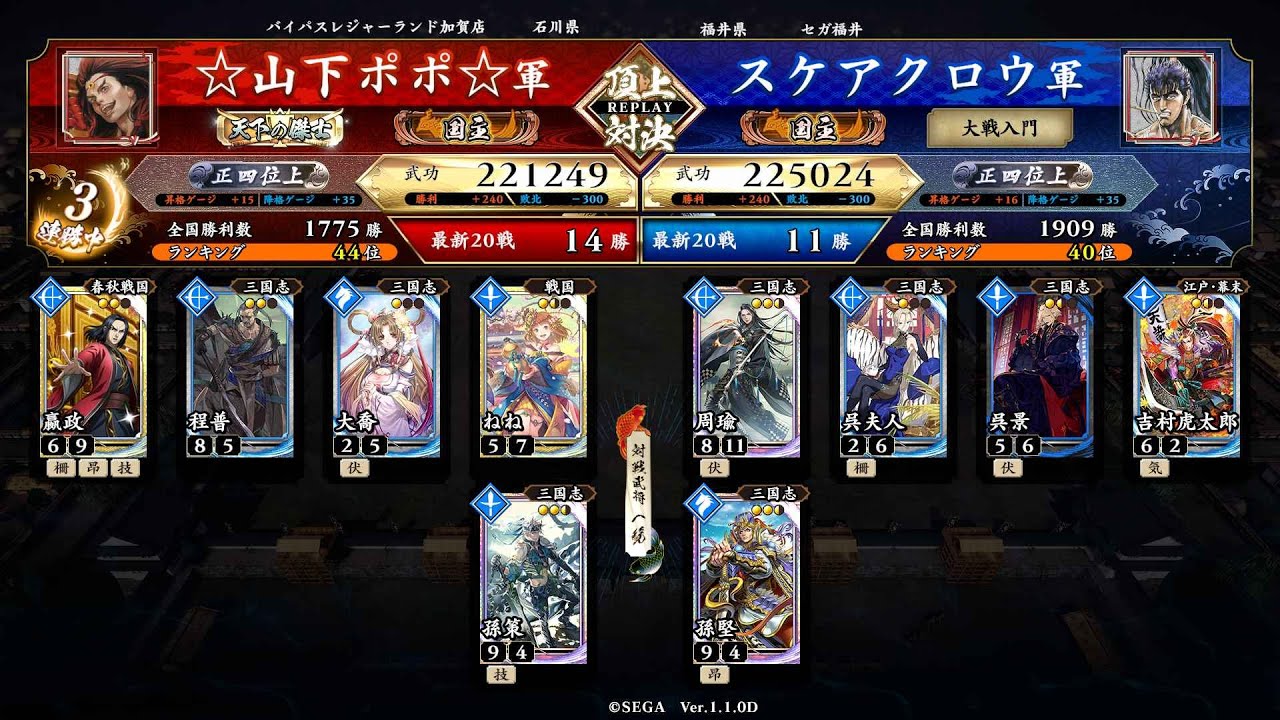 バイパスレジャーランド加賀店 石川県
福井県 セガ福井
☆山下ポポ☆軍
頂上
REPLAY
対決
スケアクロウ軍
天下の傑士
国主
国主
大戦入門
3
連勝中
正四位上
昇格ゲージ +15 降格ゲージ +35
武功 221249
勝利 +240 敗北 -300
武功 225024
勝利 +240 敗北 -300
正四位上
昇格ゲージ +16 降格ゲージ +35
全国勝利数 1775 勝
ランキング 44位
最新20戦 14 勝
最新20戦 11 勝
全国勝利数 1909 勝
ランキング 40位
春秋戦国
嬴政
6 9
柵 昂 技
三国志
程普
8 5
三国志
大喬
2 5
伏
戦国
ねね
5 7
三国志
周瑜
8 11
伏
三国志
呉夫人
2 6
柵
三国志
呉景
5 6
伏
江戸・幕末
天誅
吉村虎太郎
6 2
気
対戦武将一覧
三国志
孫策
9 4
技
三国志
孫堅
9 4
昂
©SEGA Ver.1.1.0D